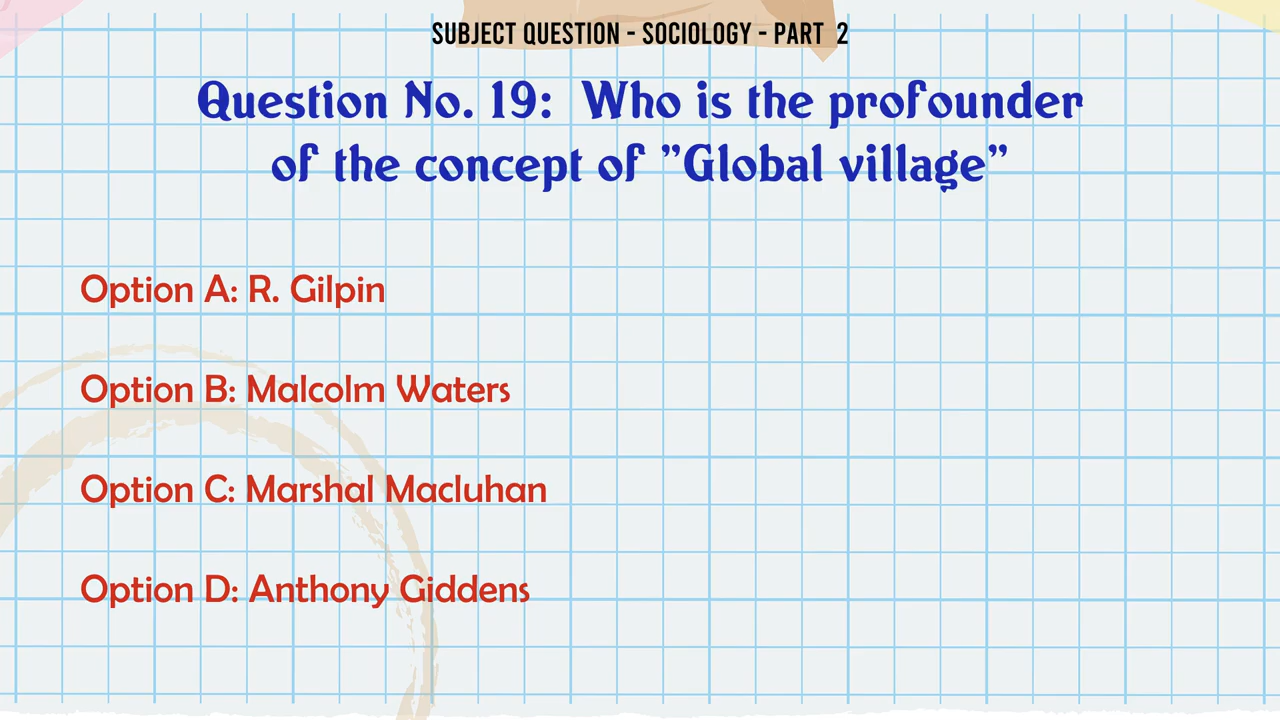 SUBJECT QUESTION - SOCIOLOGY - PART 2
Question No. 19: Who is the profounder
of the concept of "Global village"
Option A: R. Gilpin
Option B: Malcolm Waters
Option C: Marshal Macluhan
Option D: Anthony Giddens